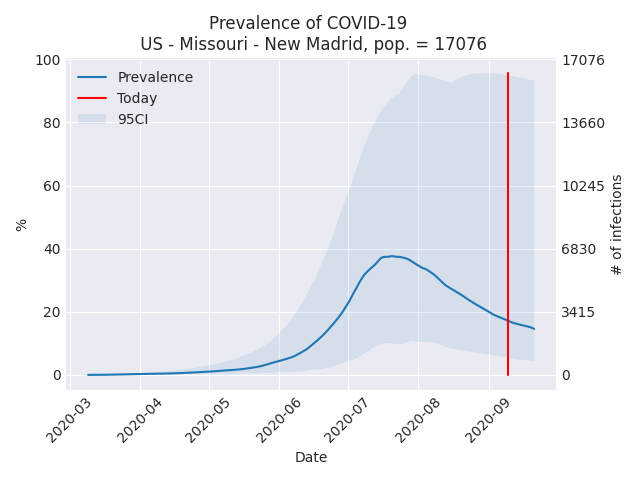 Prevalence of COVID-19
US - Missouri - New Madrid, pop. = 17076
100
80
60
40
20
0
%
Prevalence
Today
95CI
17076
13660
10245
6830
3415
0
# of infections
2020-03
2020-04
2020-05
2020-06
2020-07
2020-08
2020-09
Date